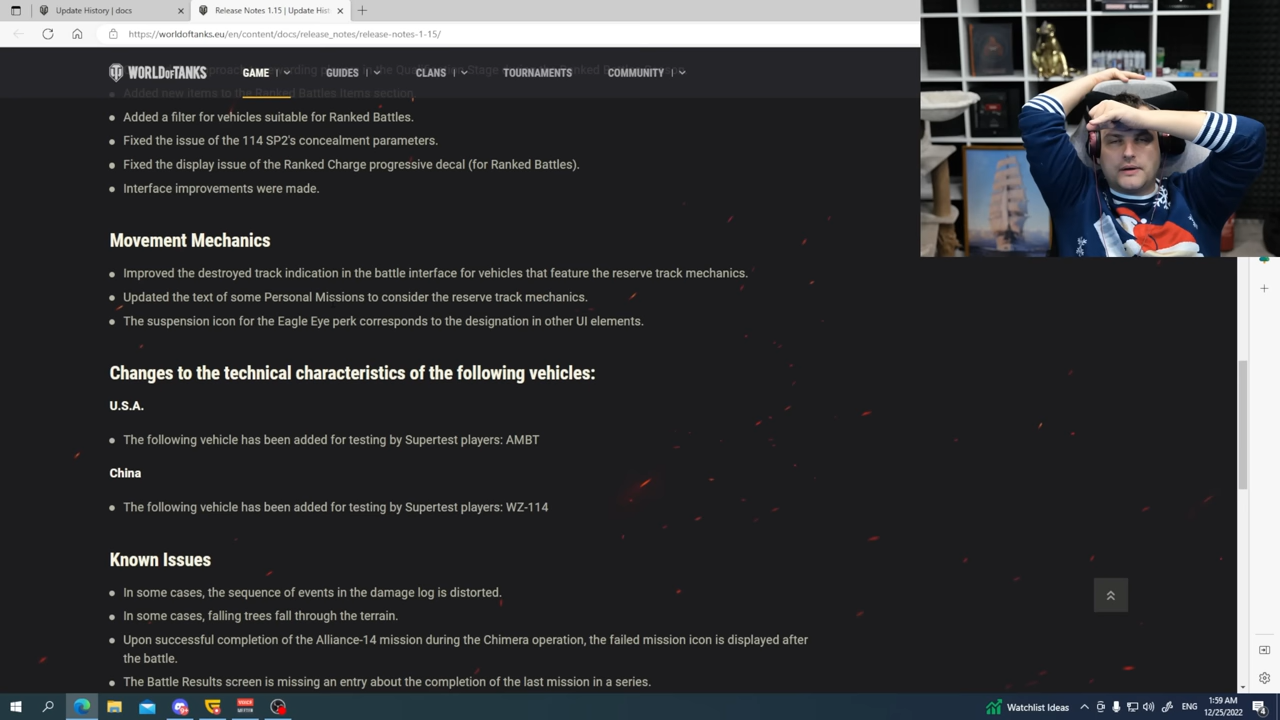 Update History | docs
Release Notes 1.15 | Update Hist
https://worldoftanks.eu/en/content/docs/release_notes/release-notes-1-15/
WORLD OF TANKS
GAME
GUIDES
CLANS
TOURNAMENTS
COMMUNITY
Added new items to the Ranked Battles items section.
Added a filter for vehicles suitable for Ranked Battles.
Fixed the issue of the 114 SP2's concealment parameters.
Fixed the display issue of the Ranked Charge progressive decal (for Ranked Battles).
Interface improvements were made.
Movement Mechanics
Improved the destroyed track indication in the battle interface for vehicles that feature the reserve track mechanics.
Updated the text of some Personal Missions to consider the reserve track mechanics.
The suspension icon for the Eagle Eye perk corresponds to the designation in other UI elements.
Changes to the technical characteristics of the following vehicles:
U.S.A.
The following vehicle has been added for testing by Supertest players: AMBT
China
The following vehicle has been added for testing by Supertest players: WZ-114
Known Issues
In some cases, the sequence of events in the damage log is distorted.
In some cases, falling trees fall through the terrain.
Upon successful completion of the Alliance-14 mission during the Chimera operation, the failed mission icon is displayed after
the battle.
The Battle Results screen is missing an entry about the completion of the last mission in a series.
Watchlist Ideas
ENG
1:59 AM
12/25/2022
4